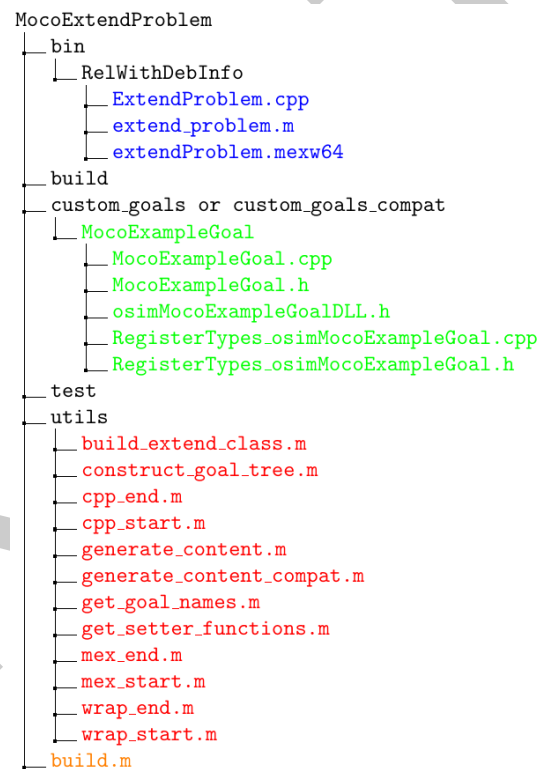 MocoExtendProblem
bin
RelWithDebInfo
ExtendProblem.cpp
extend_problem.m
extendProblem.mexw64
build
custom_goals or custom_goals_compat
MocoExampleGoal
MocoExampleGoal.cpp
MocoExampleGoal.h
osimMocoExampleGoalDLL.h
RegisterTypes_osimMocoExampleGoal.cpp
RegisterTypes_osimMocoExampleGoal.h
test
utils
build_extend_class.m
construct_goal_tree.m
cpp_end.m
cpp_start.m
generate_content.m
generate_content_compat.m
get_goal_names.m
get_setter_functions.m
mex_end.m
mex_start.m
wrap_end.m
wrap_start.m
build.m